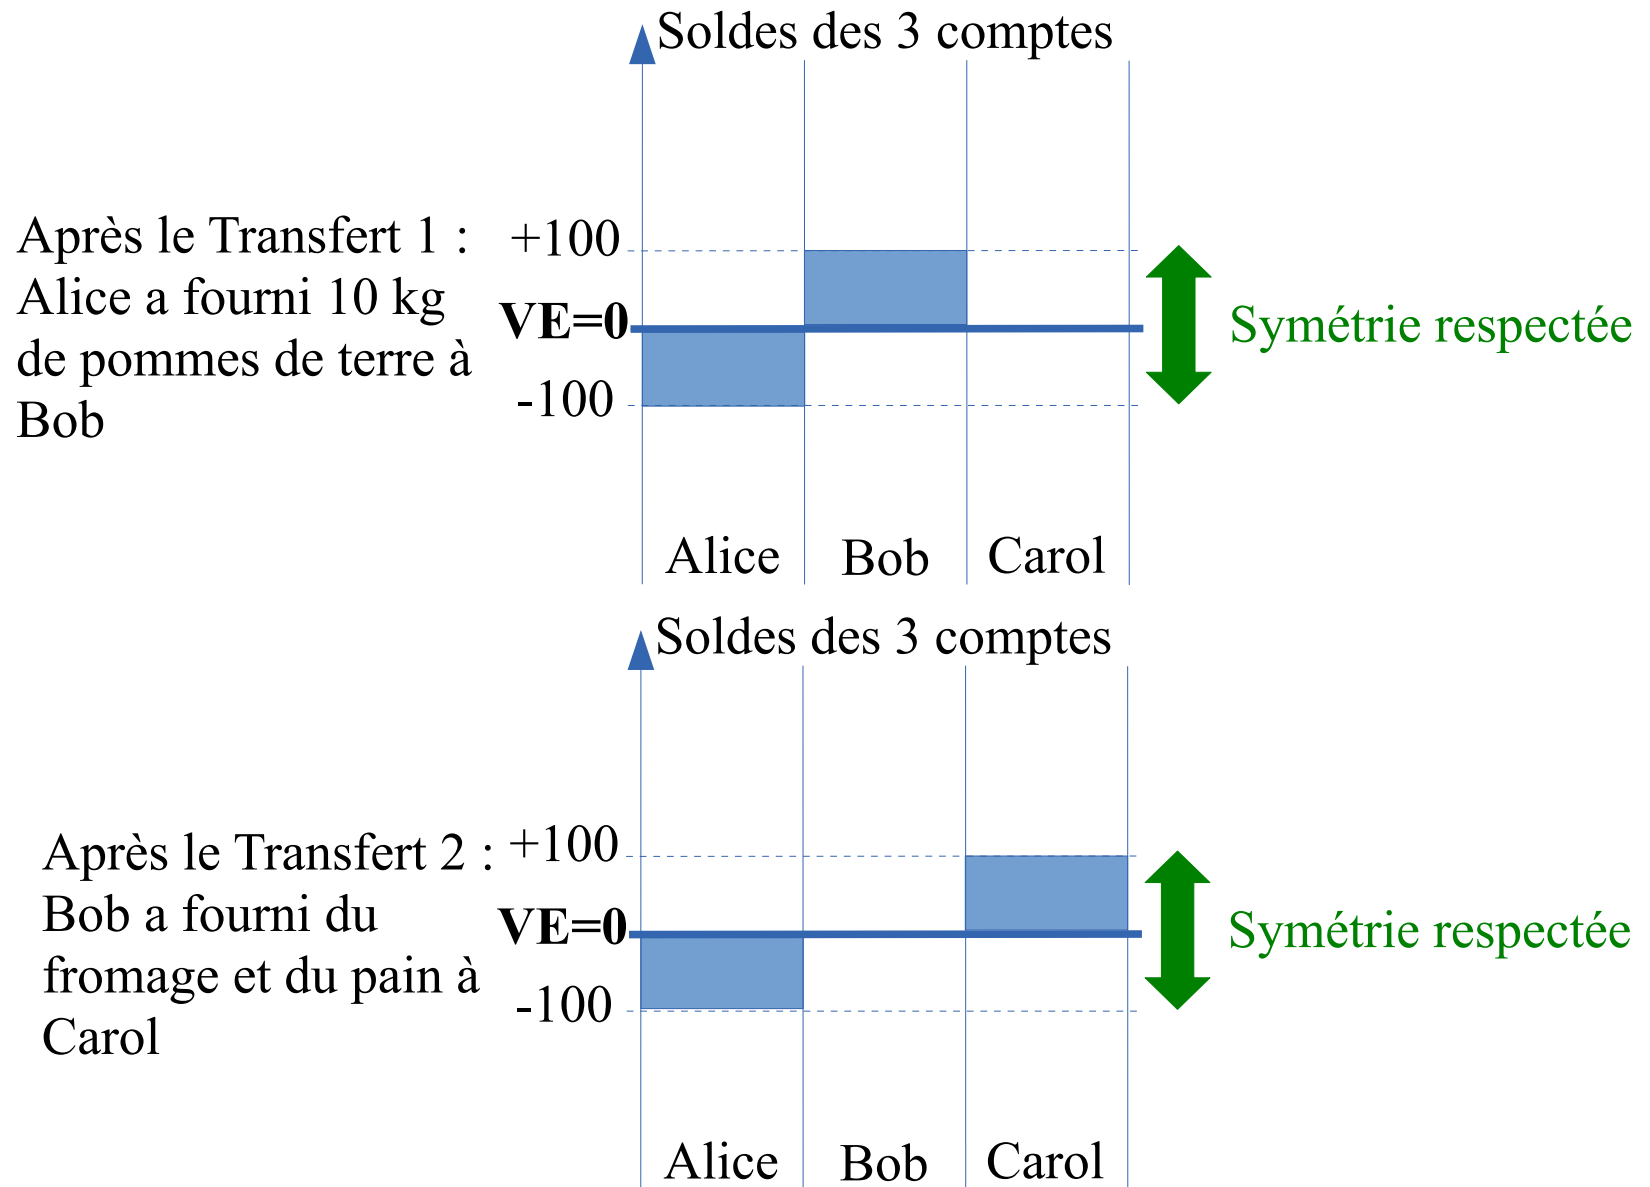 Soldes des 3 comptes
Après le Transfert 1 :
Alice a fourni 10 kg
de pommes de terre à
Bob
+100
VE=0
-100
Symétrie respectée
Alice Bob Carol
Soldes des 3 comptes
Après le Transfert 2 :
Bob a fourni du
fromage et du pain à
Carol
+100
VE=0
-100
Symétrie respectée
Alice Bob Carol